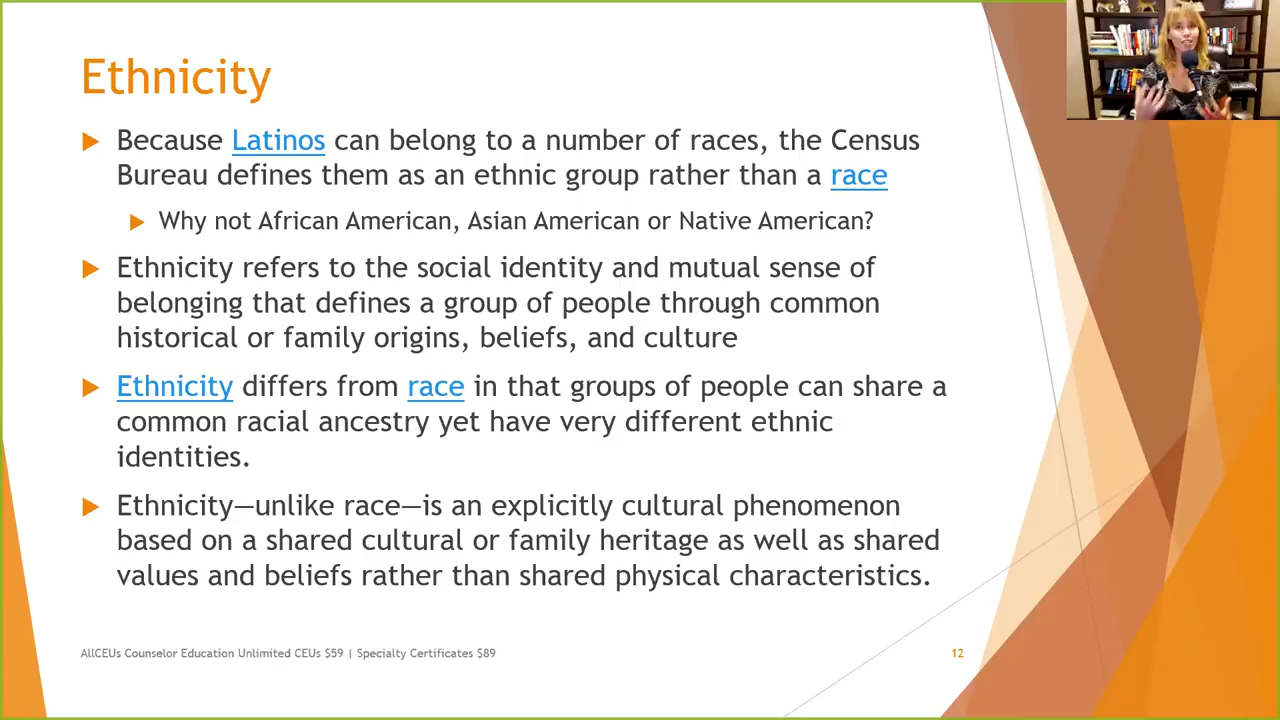 Ethnicity
Because Latinos can belong to a number of races, the Census
Bureau defines them as an ethnic group rather than a race
Why not African American, Asian American or Native American?
Ethnicity refers to the social identity and mutual sense of
belonging that defines a group of people through common
historical or family origins, beliefs, and culture
Ethnicity differs from race in that groups of people can share a
common racial ancestry yet have very different ethnic
identities.
Ethnicity—unlike race—is an explicitly cultural phenomenon
based on a shared cultural or family heritage as well as shared
values and beliefs rather than shared physical characteristics.
AllCEUs Counselor Education Unlimited CEUs $59 | Specialty Certificates $89
12